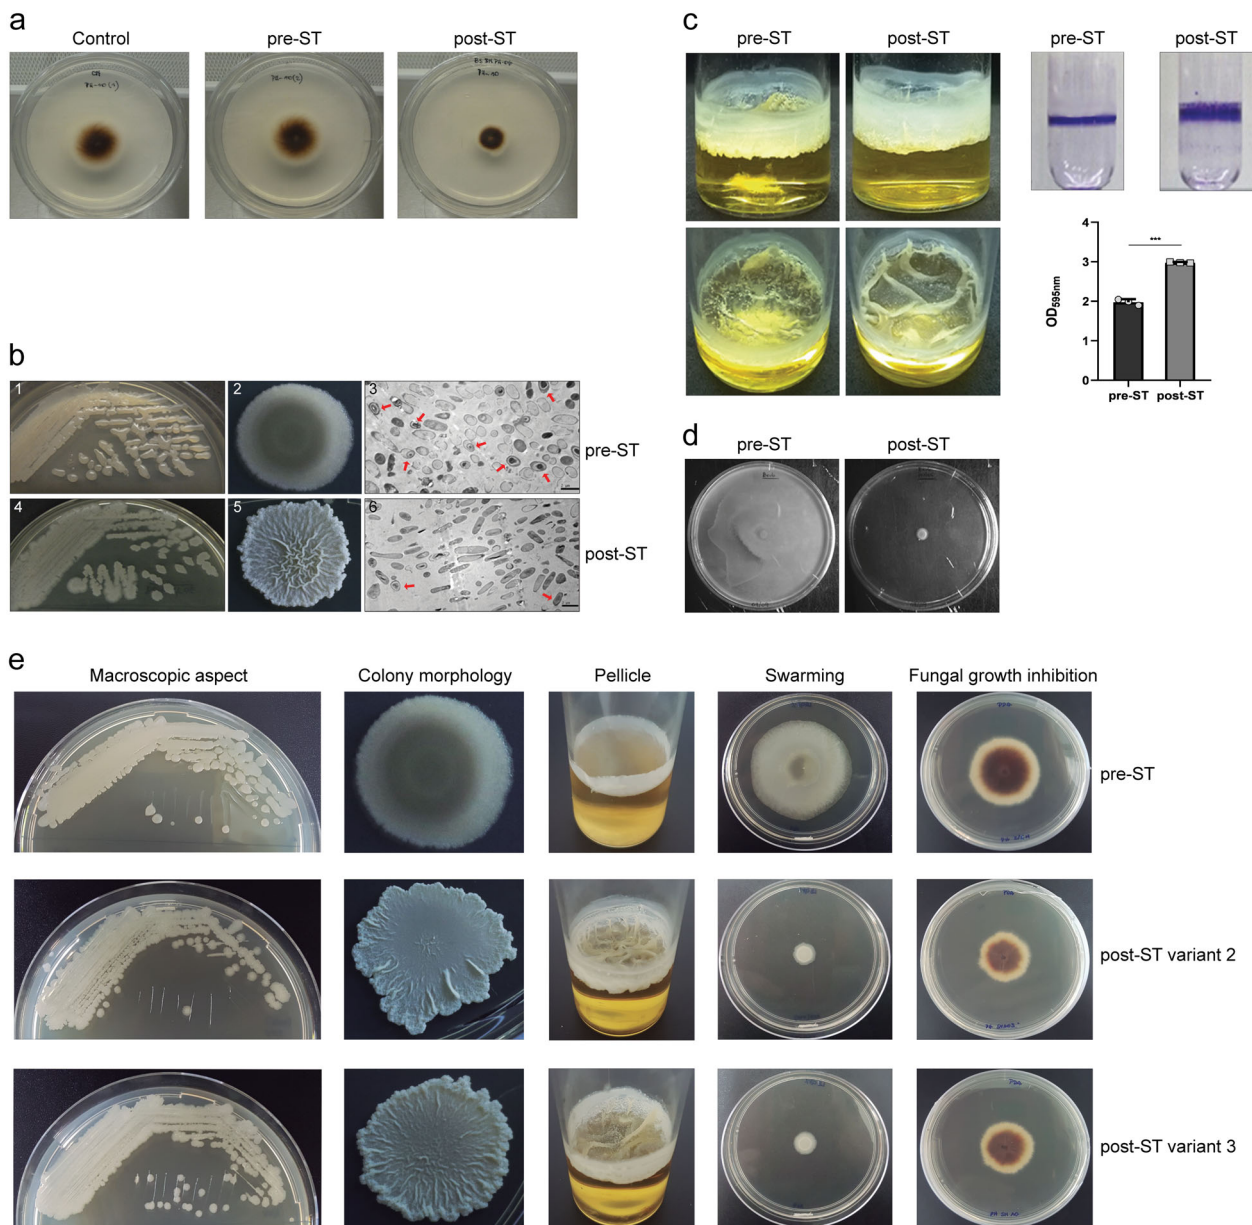 a
Control
pre-ST
post-ST
b
1
2
3
pre-ST
4
5
6
post-ST
c
pre-ST
post-ST
pre-ST
post-ST
4
3
2
1
0
OD595nm
***
pre-ST
post-ST
d
pre-ST
post-ST
e
Macroscopic aspect
Colony morphology
Pellicle
Swarming
Fungal growth inhibition
pre-ST
post-ST variant 2
post-ST variant 3